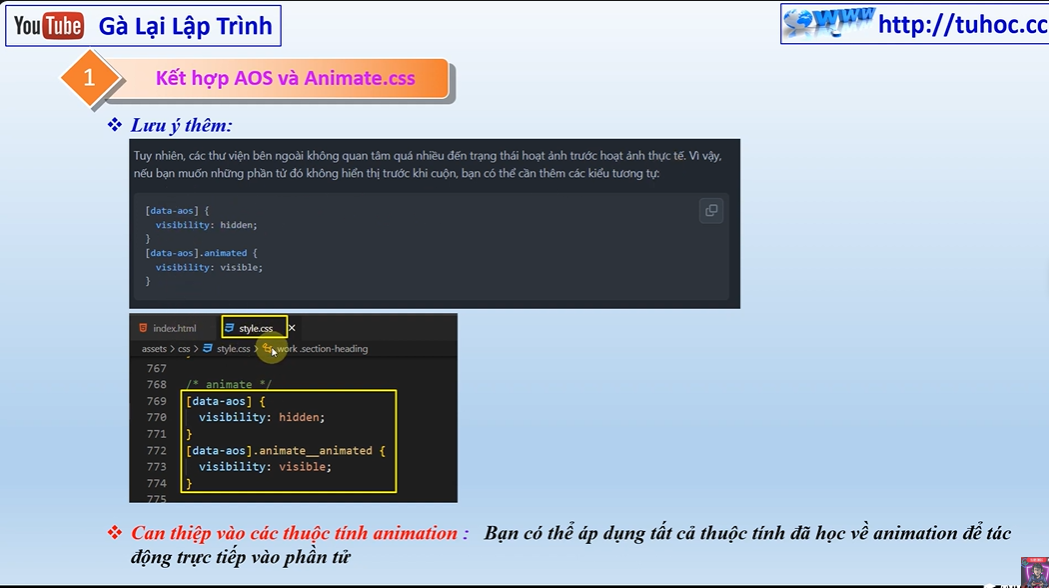 YouTube Gà Lại Lập Trình
WWW http://tuhoc.cc
1 Kết hợp AOS và Animate.css
Lưu ý thêm:
Tuy nhiên, các thư viện bên ngoài không quan tâm quá nhiều đến trạng thái hoạt ảnh trước hoạt ảnh thực tế. Vì vậy,
nếu bạn muốn những phần tử đó không hiển thị trước khi cuộn, bạn có thể cần thêm các kiểu tương tự:
[data-aos] {
visibility: hidden;
}
[data-aos].animated {
visibility: visible;
}
index.html style.css ×
assets > css > style.css > .work .section-heading
767
768 /* animate */
769 [data-aos] {
770 visibility: hidden;
771 }
772 [data-aos].animate__animated {
773 visibility: visible;
774 }
775
Can thiệp vào các thuộc tính animation : Bạn có thể áp dụng tất cả thuộc tính đã học về animation để tác
động trực tiếp vào phần tử